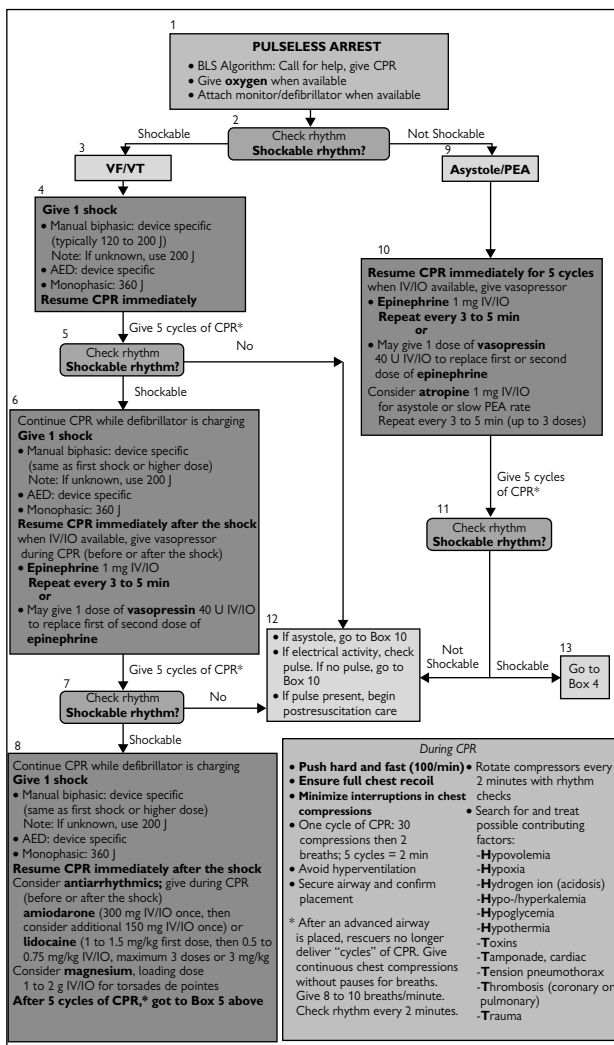 1
PULSELESS ARREST
• BLS Algorithm: Call for help, give CPR
• Give oxygen when available
• Attach monitor/defibrillator when available
2
Shockable
Check rhythm
Shockable rhythm?
Not Shockable
3
VF/VT
9
Asystole/PEA
4
Give 1 shock
• Manual biphasic: device specific
(typically 120 to 200 J)
Note: If unknown, use 200 J
• AED: device specific
• Monophasic: 360 J
Resume CPR immediately
Give 5 cycles of CPR*
5
Check rhythm
Shockable rhythm?
No
Shockable
6
Continue CPR while defibrillator is charging
Give 1 shock
• Manual biphasic: device specific
(same as first shock or higher dose)
Note: If unknown, use 200 J
• AED: device specific
• Monophasic: 360 J
Resume CPR immediately after the shock
when IV/IO available, give vasopressor
during CPR (before or after the shock)
• Epinephrine 1 mg IV/IO
Repeat every 3 to 5 min
or
• May give 1 dose of vasopressin 40 U IV/IO
to replace first of second dose of
epinephrine
Give 5 cycles of CPR*
7
Check rhythm
Shockable rhythm?
No
Shockable
8
Continue CPR while defibrillator is charging
Give 1 shock
• Manual biphasic: device specific
(same as first shock or higher dose)
Note: If unknown, use 200 J
• AED: device specific
• Monophasic: 360 J
Resume CPR immediately after the shock
Consider antiarrhythmics; give during CPR
(before or after the shock)
amiodarone (300 mg IV/IO once, then
consider additional 150 mg IV/IO once) or
lidocaine (1 to 1.5 mg/kg first dose, then 0.5 to
0.75 mg/kg IV/IO, maximum 3 doses or 3 mg/kg)
Consider magnesium, loading dose
1 to 2 g IV/IO for torsades de pointes
After 5 cycles of CPR,* got to Box 5 above
10
Resume CPR immediately for 5 cycles
when IV/IO available, give vasopressor
• Epinephrine 1 mg IV/IO
Repeat every 3 to 5 min
or
• May give 1 dose of vasopressin
40 U IV/IO to replace first or second
dose of epinephrine
Consider atropine 1 mg IV/IO
for asystole or slow PEA rate
Repeat every 3 to 5 min (up to 3 doses)
Give 5 cycles
of CPR*
11
Check rhythm
Shockable rhythm?
12
• If asystole, go to Box 10
• If electrical activity, check
pulse. If no pulse, go to
Box 10
• If pulse present, begin
postresuscitation care
Not
Shockable
Shockable
13
Go to
Box 4
During CPR
• Push hard and fast (100/min)
• Ensure full chest recoil
• Minimize interruptions in chest
compressions
• One cycle of CPR: 30
compressions then 2
breaths; 5 cycles = 2 min
• Avoid hyperventilation
• Secure airway and confirm
placement
* After an advanced airway
is placed, rescuers no longer
deliver “cycles” of CPR. Give
continuous chest compressions
without pauses for breaths.
Give 8 to 10 breaths/minute.
Check rhythm every 2 minutes.
• Rotate compressors every
2 minutes with rhythm
checks
• Search for and treat
possible contributing
factors:
-Hypovolemia
-Hypoxia
-Hydrogen ion (acidosis)
-Hypo-/hyperkalemia
-Hypoglycemia
-Hypothermia
-Toxins
-Tamponade, cardiac
-Tension pneumothorax
-Thrombosis (coronary or
pulmonary)
-Trauma